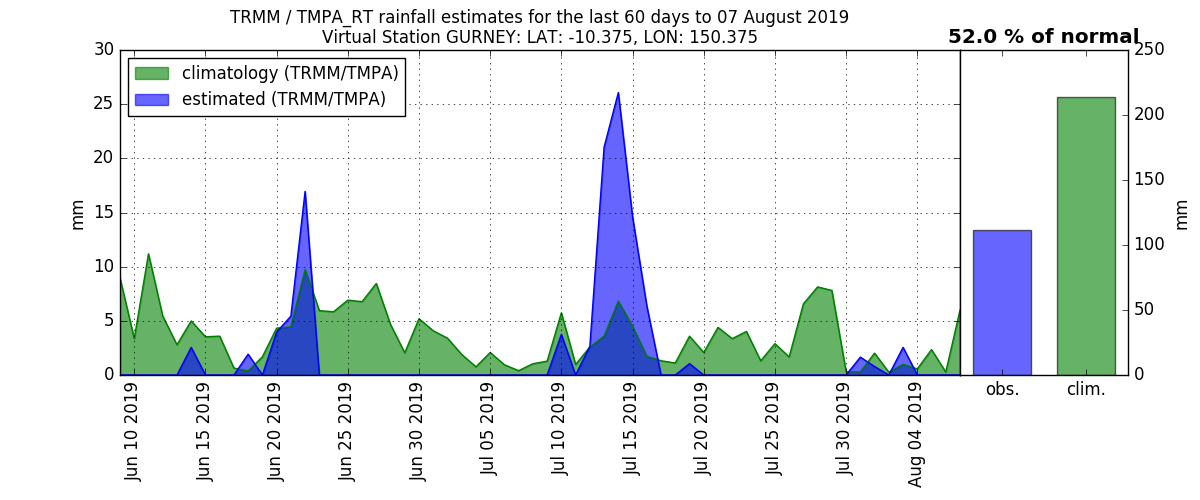 TRMM / TMPA_RT rainfall estimates for the last 60 days to 07 August 2019
Virtual Station GURNEY: LAT: -10.375, LON: 150.375
52.0 % of normal
climatology (TRMM/TMPA)
estimated (TRMM/TMPA)
mm
30
25
20
15
10
5
0
Jun 10 2019
Jun 15 2019
Jun 20 2019
Jun 25 2019
Jun 30 2019
Jul 05 2019
Jul 10 2019
Jul 15 2019
Jul 20 2019
Jul 25 2019
Jul 30 2019
Aug 04 2019
obs.
clim.
250
200
150
100
50
0
mm